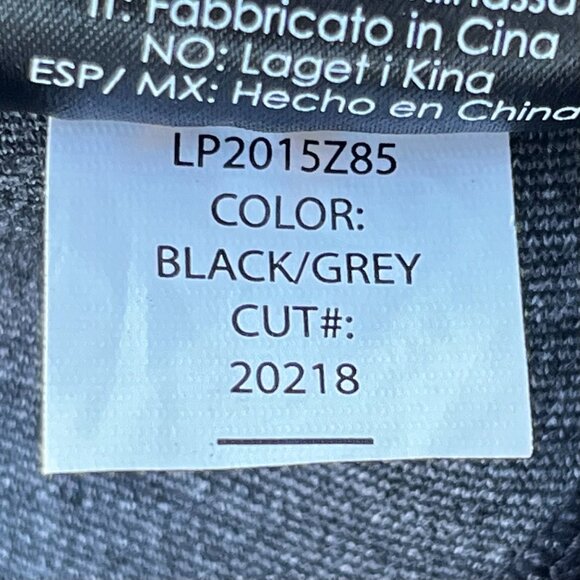 IT: Fabbricato in Cina
NO: Laget i Kina
ESP/ MX: Hecho en China
LP2015Z85
COLOR:
BLACK/GREY
CUT#:
20218